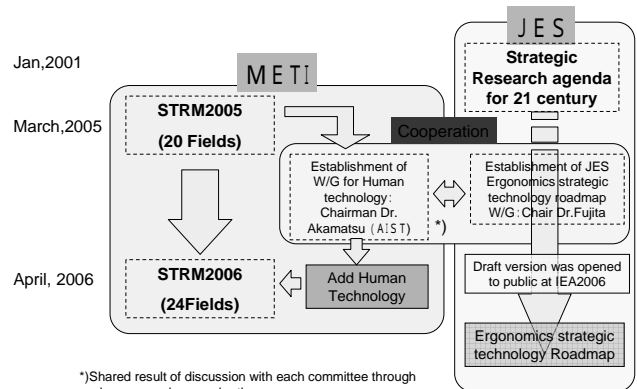 JES
Jan,2001
Strategic
Research agenda
for 21 century
METI
March,2005
STRM2005
(20 Fields)
Cooperation
Establishment of
W/G for Human
technology:
Chairman Dr.
Akamatsu (AIST)
*)
Establishment of JES
Ergonomics strategic
technology roadmap
W/G:Chair Dr.Fujita
April, 2006
STRM2006
(24Fields)
Add Human
Technology
Draft version was opened
to public at IEA2006
Ergonomics strategic
technology Roadmap
*)Shared result of discussion with each committee through